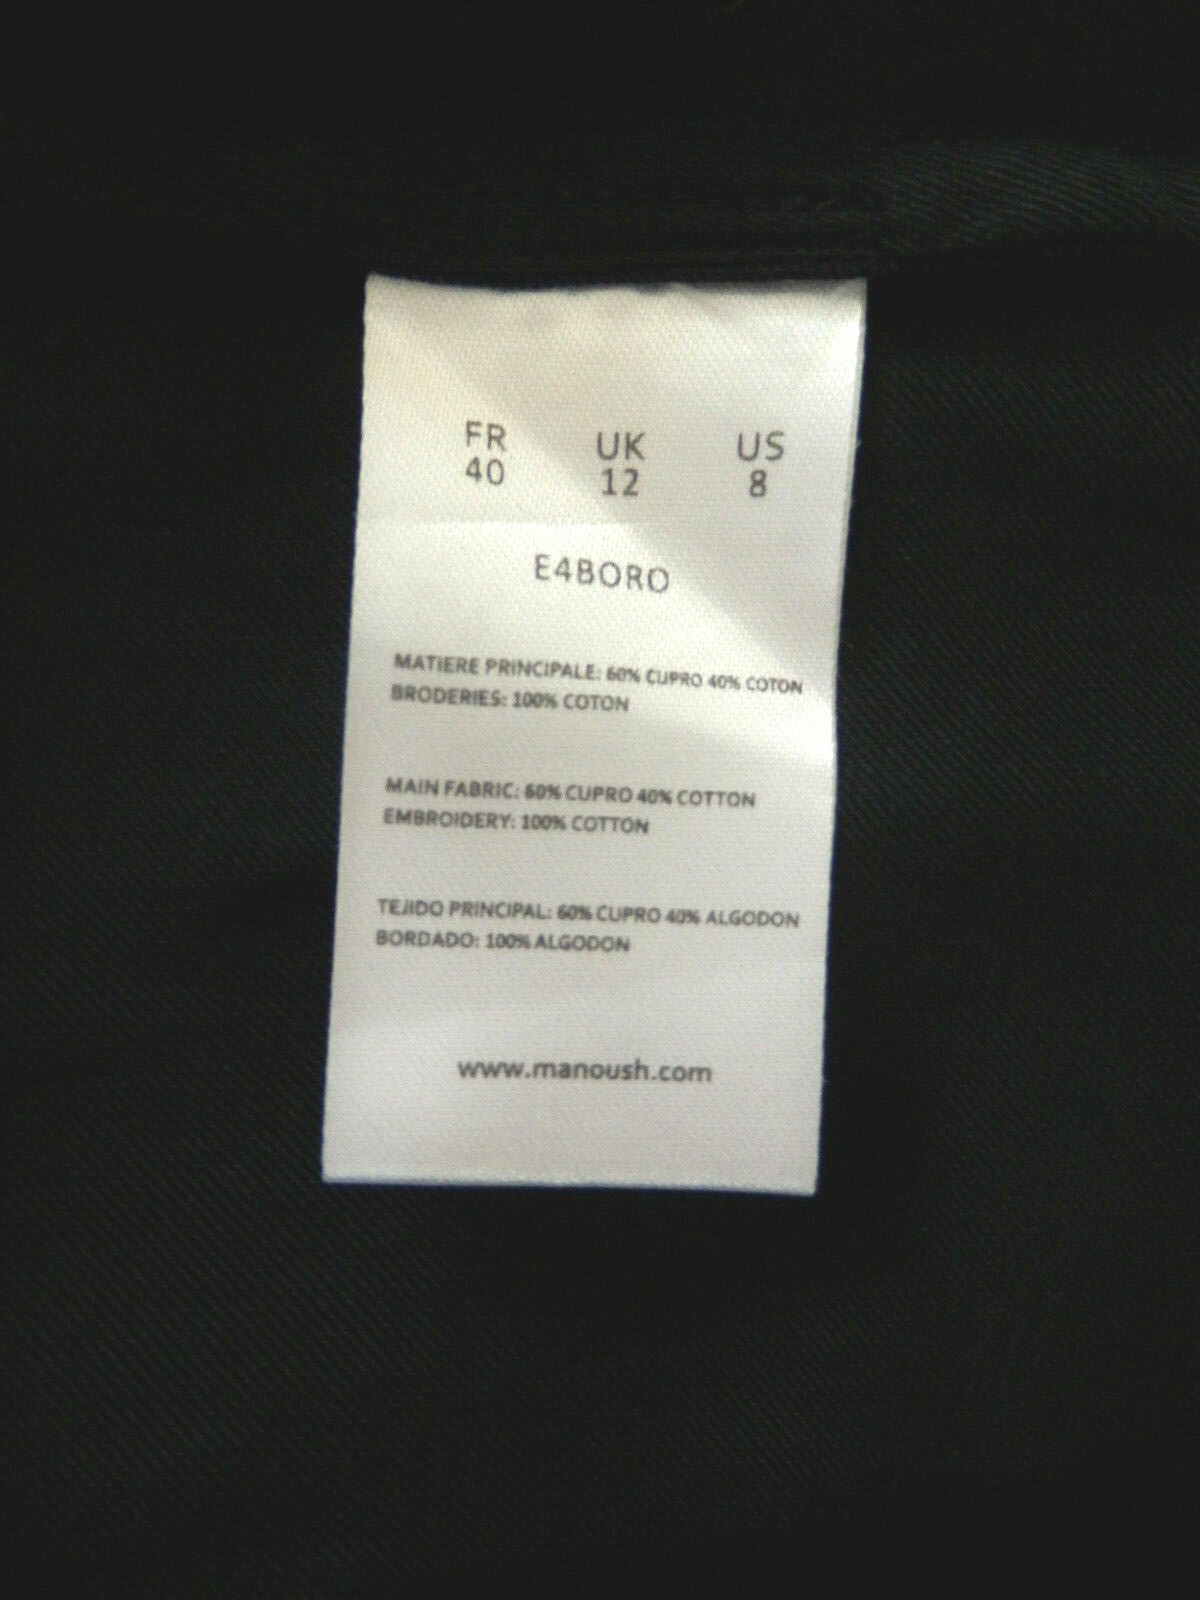 FR UK US
40 12 8
E4BORO
MATIERE PRINCIPALE: 60% CUPRO 40% COTON
BRODERIES: 100% COTON
MAIN FABRIC: 60% CUPRO 40% COTTON
EMBROIDERY: 100% COTTON
TEJIDO PRINCIPAL: 60% CUPRO 40% ALGODON
BORDADO: 100% ALGODON
www.manoush.com